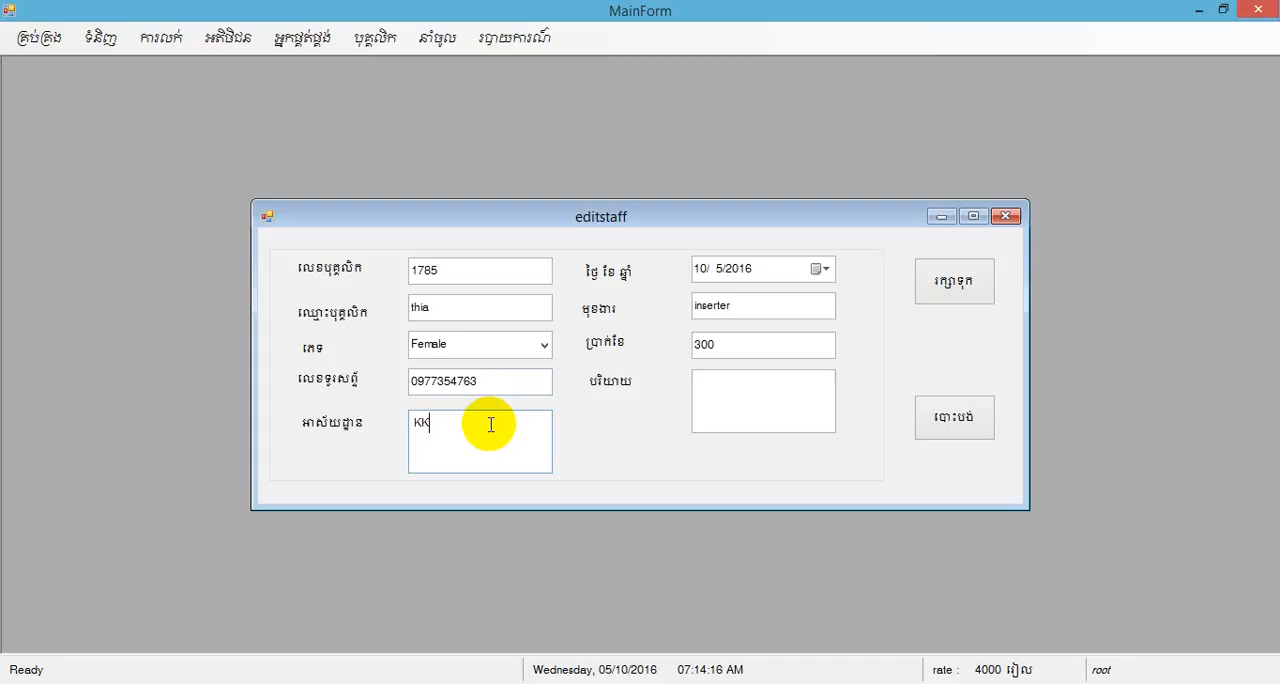 MainForm
គ្រប់គ្រង ទំនិញ ការលក់ អតិថិជន អ្នកផ្គត់ផ្គង់ បុគ្គលិក នាំចូល របាយការណ៍
editstaff
លេខបុគ្គលិក 1785 ថ្ងៃ ខែ ឆ្នាំ 10/ 5/2016 រក្សាទុក
ឈ្មោះបុគ្គលិក thia មុខងារ inserter
ភេទ Female ប្រាក់ខែ 300
លេខទូរសព្ទ័ 0977354763 បរិយាយ
អាស័យដ្ឋាន KK បោះបង់
Ready Wednesday, 05/10/2016 07:14:16 AM rate : 4000 រៀល root